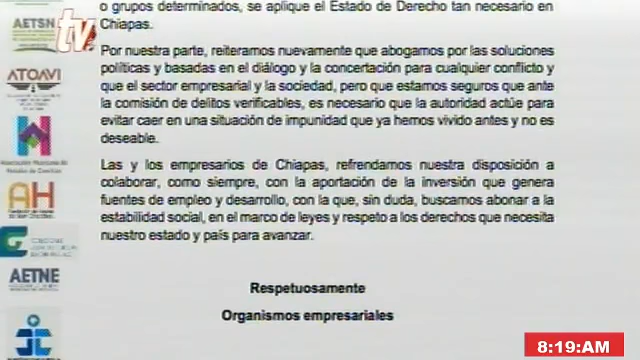 o grupos determinados, se aplique el Estado de Derecho tan necesario en
Chiapas.
Por nuestra parte, reiteramos nuevamente que abogamos por las soluciones
políticas y basadas en el diálogo y la concertación para cualquier conflicto y
que el sector empresarial y la sociedad, pero que estamos seguros que ante
la comisión de delitos verificables, es necesario que la autoridad actúe para
evitar caer en una situación de impunidad que ya hemos vivido antes y no es
deseable.
Las y los empresarios de Chiapas, refrendamos nuestra disposición a
colaborar, como siempre, con la aportación de la inversión que genera
fuentes de empleo y desarrollo, con la que, sin duda, buscamos abonar a la
estabilidad social, en el marco de leyes y respeto a los derechos que necesita
nuestro estado y país para avanzar.
Respetuosamente
Organismos empresariales
AETSN
tv
ATOAVI
H
AH
AETNE
8:19:AM